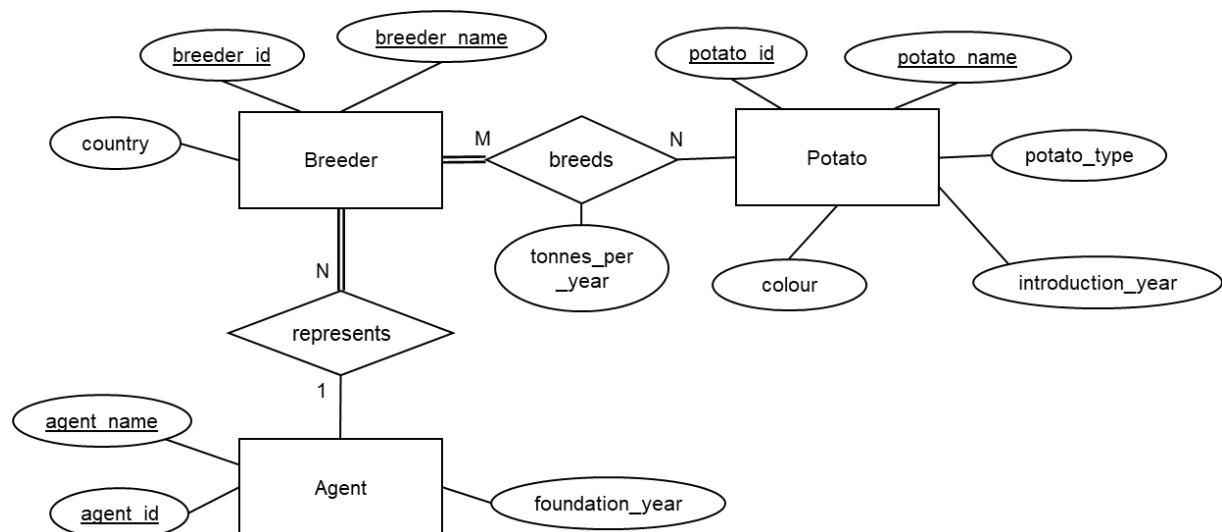 breeder_id
breeder_name
potato_id
potato_name
country
Breeder
M
breeds
N
Potato
potato_type
tonnes_per
_year
colour
introduction_year
N
represents
1
agent_name
Agent
foundation_year
agent_id